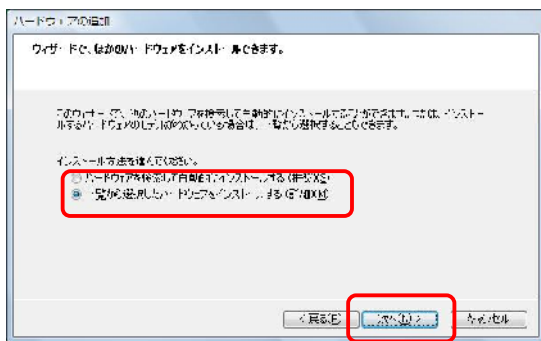 ハードウェアの追加
ウィザードで、ほかのハードウェアをインストールできます。
このウィザードで、他のハードウェアを検索して自動的にインストールすることができます。または、インストー
ルするハードウェアのモデルがわかっている場合は、一覧から選択することもできます。
インストール方法を選んでください。
ハードウェアを検索して自動的にインストールする (推奨)(S)
一覧から選択したハードウェアをインストールする (詳細)(M)
< 戻る(B)
次へ(N) >
キャンセル